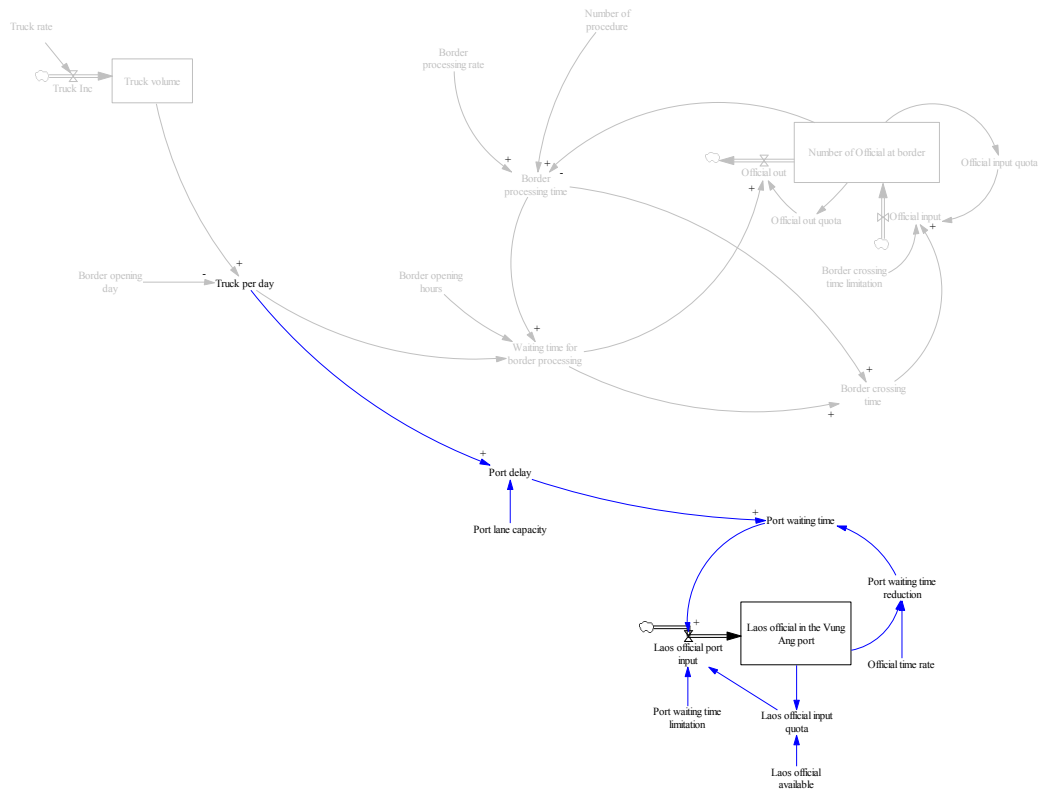 Number of
procedure
Truck rate
Border
processing rate
Truck Inc
Truck volume
+
+
-
Number of Official at border
Official input quota
Border
processing time
Official out
+
Official out quota
Official input
+
Border opening
day
-
+
Truck per day
Border opening
hours
Border crossing
time limitation
+
Waiting time for
border processing
+
Border crossing
time
+
+
Port delay
Port lane capacity
+
Port waiting time
Port waiting time
reduction
+
Laos official in the Vung
Ang port
Laos official port
input
Official time rate
Port waiting time
limitation
Laos official input
quota
Laos official
available